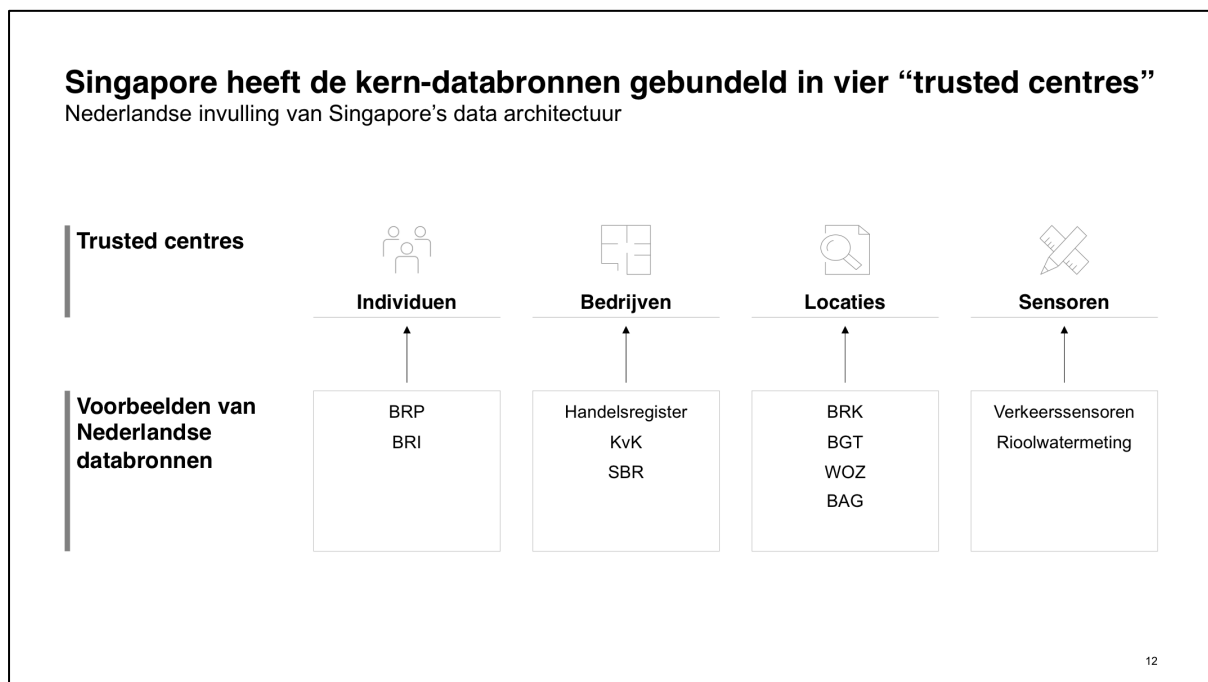 Singapore heeft de kern-databronnen gebundeld in vier “trusted centres”
Nederlandse invulling van Singapore’s data architectuur
Trusted centres
Individuen
Bedrijven
Locaties
Sensoren
Voorbeelden van
Nederlandse
databronnen
BRP
BRI
Handelsregister
KvK
SBR
BRK
BGT
WOZ
BAG
Verkeerssensoren
Rioolwatermeting
12